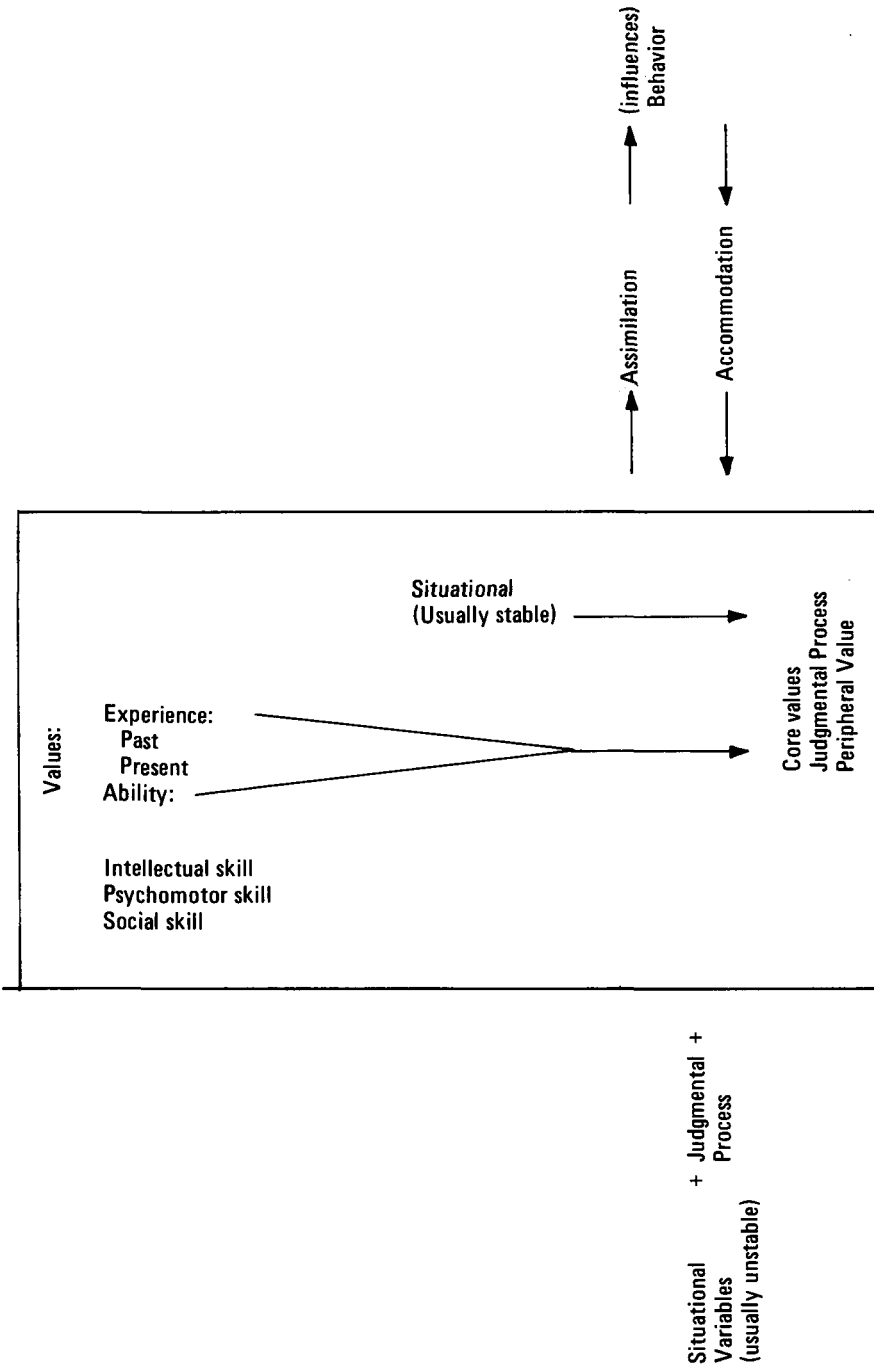 Situational
Variables
(usually unstable)
+ Judgmental +
Process
Values:
Experience:
Past
Present
Ability:
Intellectual skill
Psychomotor skill
Social skill
Situational
(Usually stable)
Core values
Judgmental Process
Peripheral Value
Assimilation
(influences)
Behavior
Accommodation